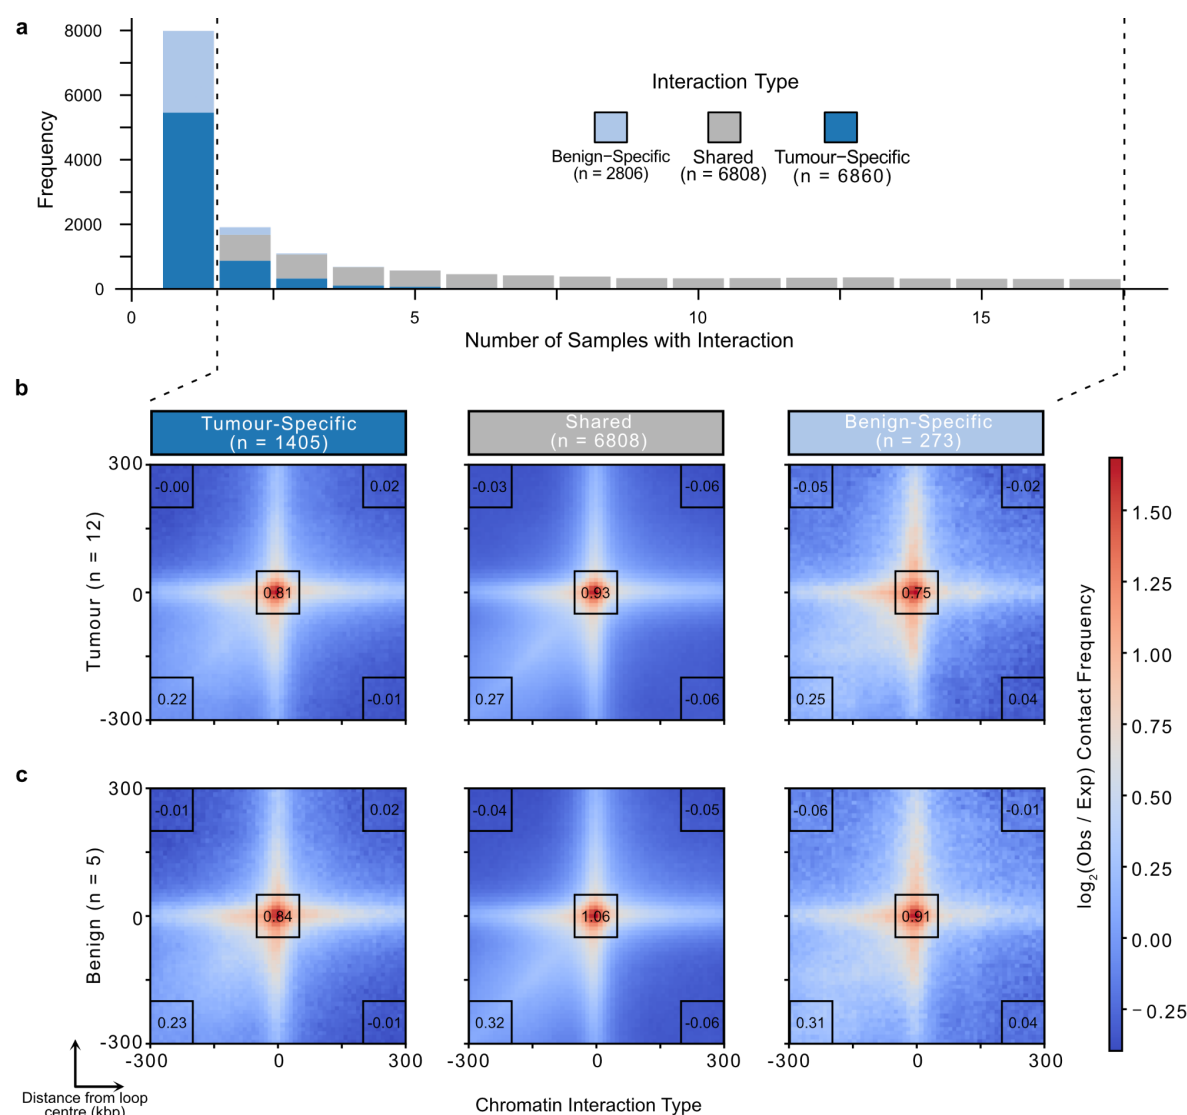 a
8000
6000
4000
2000
0
Frequency
Interaction Type
Benign−Specific
(n = 2806)
Shared
(n = 6808)
Tumour−Specific
(n = 6860)
0
5
10
15
Number of Samples with Interaction
b
Tumour-Specific
(n = 1405)
Shared
(n = 6808)
Benign-Specific
(n = 273)
Tumour (n = 12)
300
0
-300
-0.00
0.02
0.81
0.22
-0.01
-0.03
-0.06
0.93
0.27
-0.06
-0.05
-0.02
0.75
0.25
0.04
c
Benign (n = 5)
300
0
-300
-0.01
0.02
0.84
0.23
-0.01
-0.04
-0.05
1.06
0.32
-0.06
-0.06
-0.01
0.91
0.31
0.04
-300
0
300
-300
0
300
-300
0
300
Distance from loop
centre (kbp)
Chromatin Interaction Type
log2(Obs / Exp) Contact Frequency
1.50
1.25
1.00
0.75
0.50
0.25
0.00
−0.25